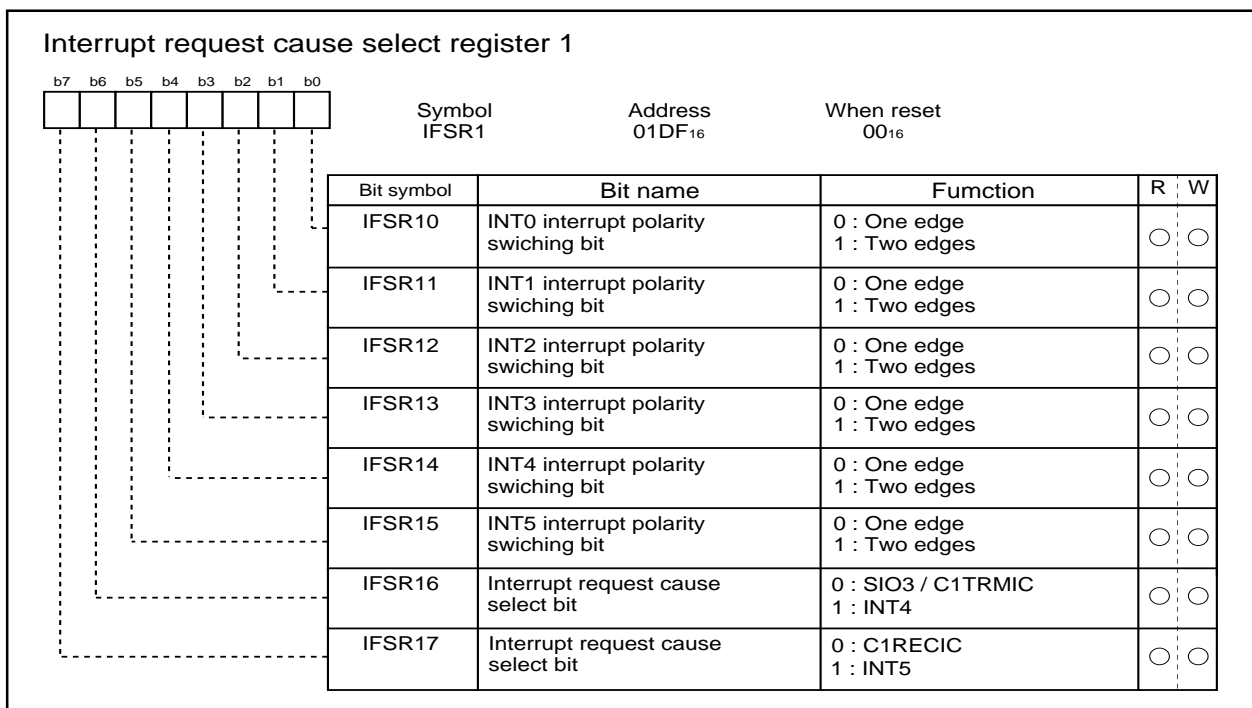 Interrupt request cause select register 1
b7 b6 b5 b4 b3 b2 b1 b0
Symbol Address When reset
IFSR1 01DF16 0016
Bit symbol Bit name Fumction R W
IFSR10 INT0 interrupt polarity 0 : One edge
swiching bit 1 : Two edges
IFSR11 INT1 interrupt polarity 0 : One edge
swiching bit 1 : Two edges
IFSR12 INT2 interrupt polarity 0 : One edge
swiching bit 1 : Two edges
IFSR13 INT3 interrupt polarity 0 : One edge
swiching bit 1 : Two edges
IFSR14 INT4 interrupt polarity 0 : One edge
swiching bit 1 : Two edges
IFSR15 INT5 interrupt polarity 0 : One edge
swiching bit 1 : Two edges
IFSR16 Interrupt request cause 0 : SIO3 / C1TRMIC
select bit 1 : INT4
IFSR17 Interrupt request cause 0 : C1RECIC
select bit 1 : INT5